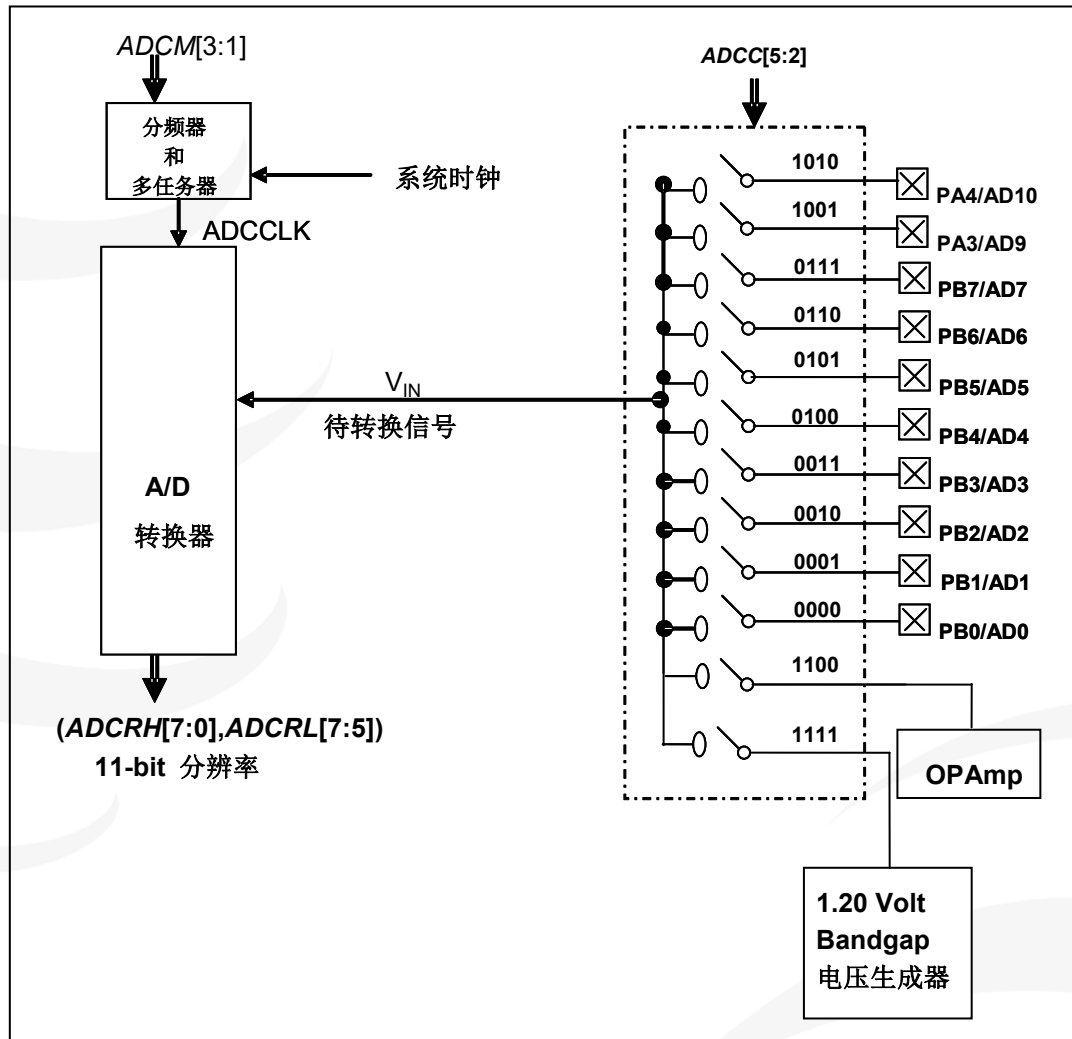 ADCM[3:1]
分频器
和
多任务器
系统时钟
ADCCLK
A/D
转换器
VIN
待转换信号
(ADCRH[7:0],ADCRL[7:5])
11-bit 分辨率
ADCC[5:2]
1010
PA4/AD10
1001
PA3/AD9
0111
PB7/AD7
0110
PB6/AD6
0101
PB5/AD5
0100
PB4/AD4
0011
PB3/AD3
0010
PB2/AD2
0001
PB1/AD1
0000
PB0/AD0
1100
1111
OPAmp
1.20 Volt
Bandgap
电压生成器